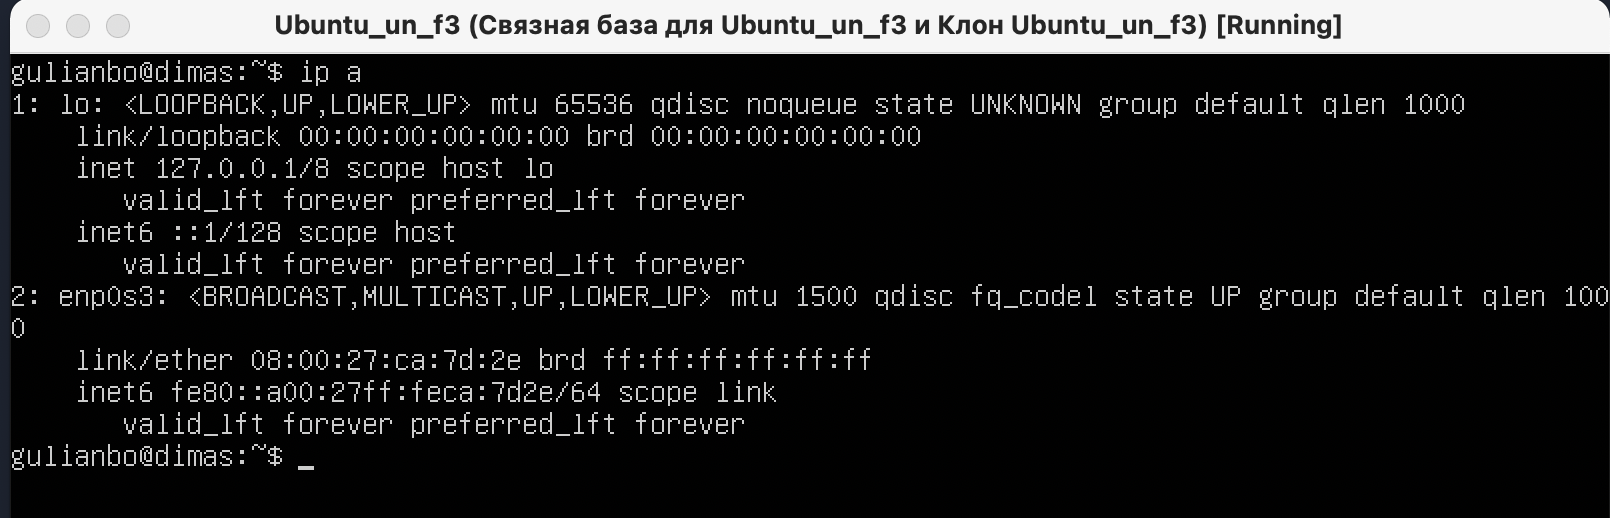 Ubuntu_un_f3 (Связная база для Ubuntu_un_f3 и Клон Ubuntu_un_f3) [Running]
gulianbo@dimas:~$ ip a
1: lo: <LOOPBACK,UP,LOWER_UP> mtu 65536 qdisc noqueue state UNKNOWN group default qlen 1000
    link/loopback 00:00:00:00:00:00 brd 00:00:00:00:00:00
    inet 127.0.0.1/8 scope host lo
       valid_lft forever preferred_lft forever
    inet6 ::1/128 scope host
       valid_lft forever preferred_lft forever
2: enp0s3: <BROADCAST,MULTICAST,UP,LOWER_UP> mtu 1500 qdisc fq_codel state UP group default qlen 100
0
    link/ether 08:00:27:ca:7d:2e brd ff:ff:ff:ff:ff:ff
    inet6 fe80::a00:27ff:feca:7d2e/64 scope link
       valid_lft forever preferred_lft forever
gulianbo@dimas:~$ _